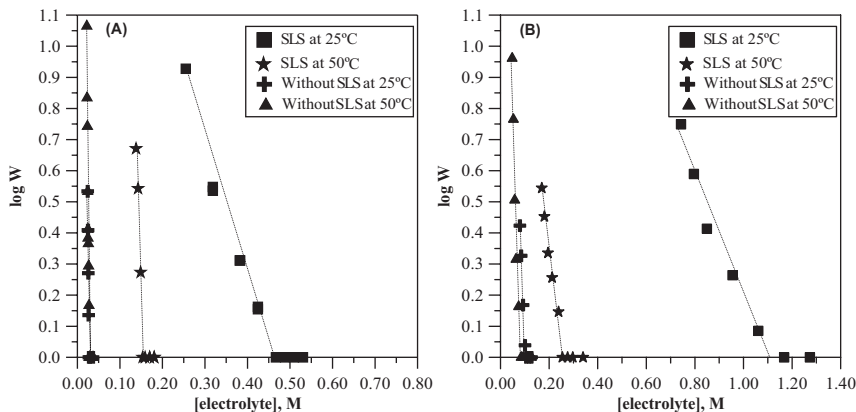 (A)
SLS at 25ºC
SLS at 50ºC
Without SLS at 25ºC
Without SLS at 50ºC
log W
1.1
1.0
0.9
0.8
0.7
0.6
0.5
0.4
0.3
0.2
0.1
0.0
0.00 0.10 0.20 0.30 0.40 0.50 0.60 0.70 0.80
[electrolyte], M
(B)
SLS at 25ºC
SLS at 50ºC
Without SLS at 25ºC
Without SLS at 50ºC
log W
1.1
1.0
0.9
0.8
0.7
0.6
0.5
0.4
0.3
0.2
0.1
0.0
0.00 0.20 0.40 0.60 0.80 1.00 1.20 1.40
[electrolyte], M